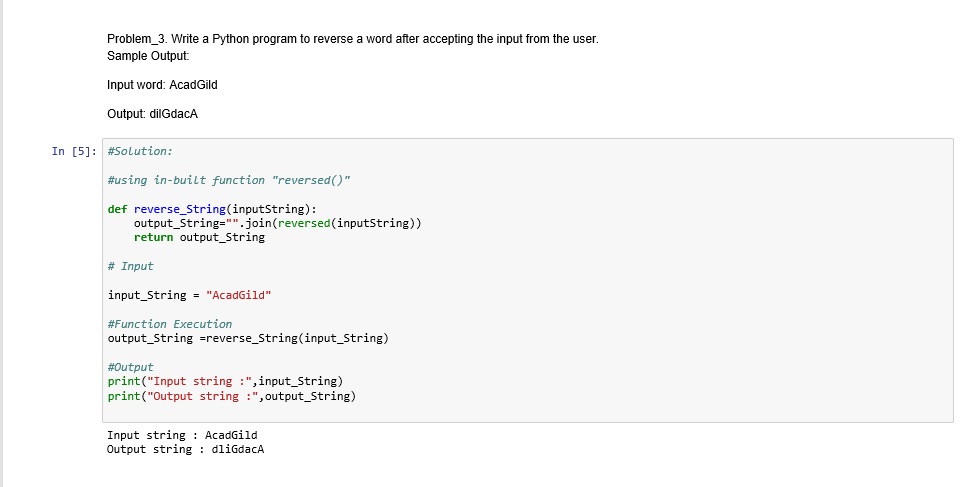 Problem_3. Write a Python program to reverse a word after accepting the input from the user.
Sample Output:
Input word: AcadGild
Output: dilGdacA
In [5]: #Solution:
#using in-built function "reversed()"
def reverse_String(inputString):
    output_String="".join(reversed(inputString))
    return output_String
# Input
input_String = "AcadGild"
#Function Execution
output_String =reverse_String(input_String)
#Output
print("Input string :",input_String)
print("Output string :",output_String)
Input string : AcadGild
Output string : dliGdacA